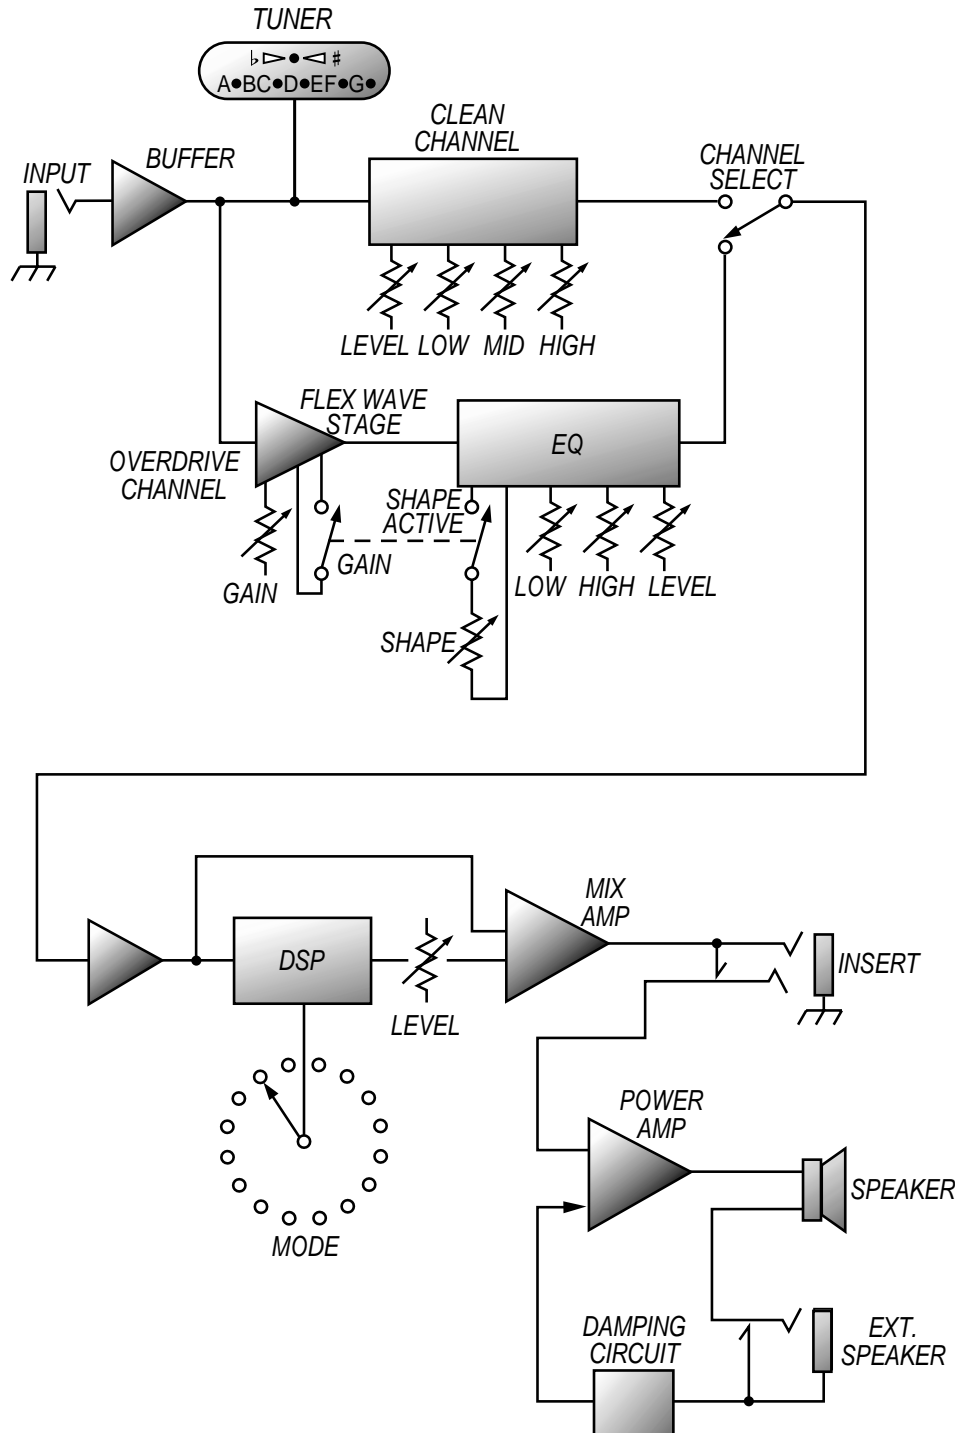 TUNER
♭ ♯
A●BC●D●EF●G●
CLEAN
CHANNEL
BUFFER
INPUT
CHANNEL
SELECT
LEVEL LOW MID HIGH
FLEX WAVE
STAGE
EQ
OVERDRIVE
CHANNEL
SHAPE
ACTIVE
GAIN
GAIN
LOW HIGH LEVEL
SHAPE
MIX
AMP
DSP
INSERT
LEVEL
POWER
AMP
SPEAKER
MODE
DAMPING
CIRCUIT
EXT.
SPEAKER